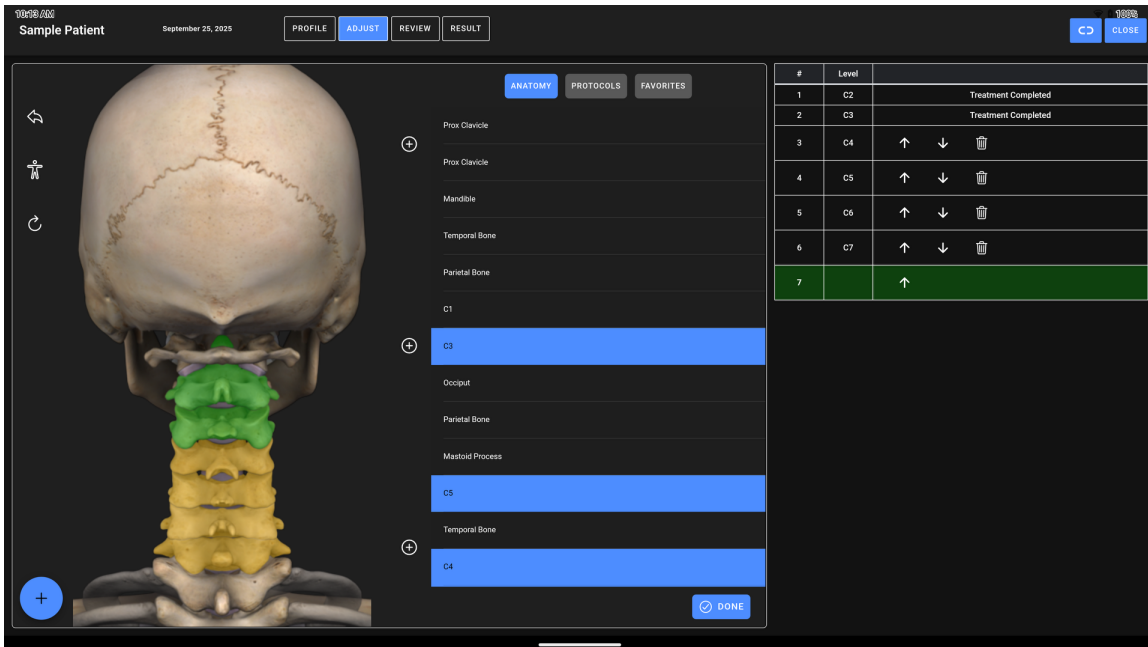 10:13 AM
100%
Sample Patient
September 25, 2025
PROFILE
ADJUST
REVIEW
RESULT
CLOSE
ANATOMY
PROTOCOLS
FAVORITES
Prox Clavicle
Prox Clavicle
Mandible
Temporal Bone
Parietal Bone
C1
C3
Occiput
Parietal Bone
Mastoid Process
C5
Temporal Bone
C4
DONE
# Level
1 C2 Treatment Completed
2 C3 Treatment Completed
3 C4
4 C5
5 C6
6 C7
7